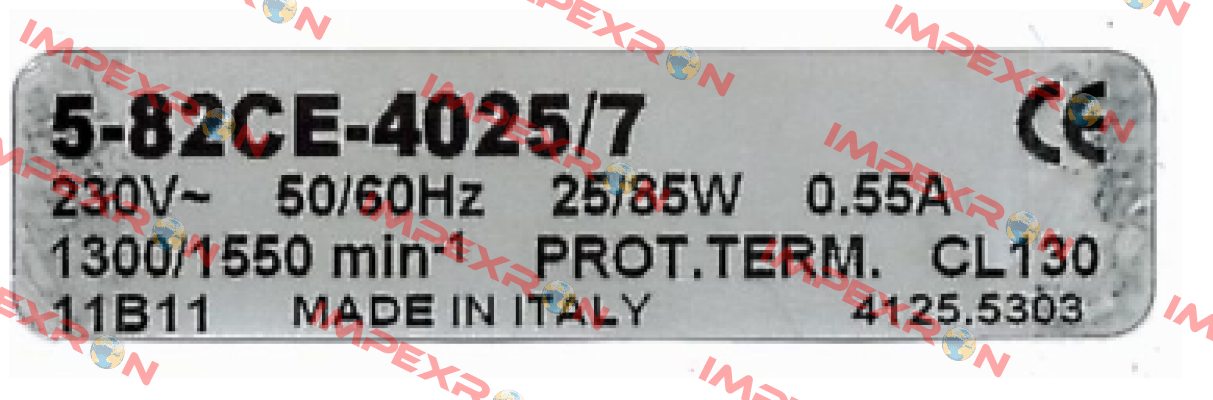 5-82CE-4025/7 CE
230V~ 50/60Hz 25/85W 0.55A
1300/1550 min-1 PROT.TERM. CL130
11B11 MADE IN ITALY 4125.5303
IMPEXRON